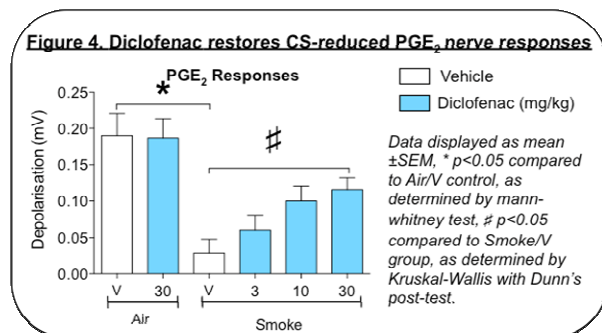 Figure 4. Diclofenac restores CS-reduced PGE2 nerve responses
PGE2 Responses
Vehicle
Diclofenac (mg/kg)
Depolarisation (mV)
0.25
0.20
0.15
0.10
0.05
0.00
*
♯
V
30
V
3
10
30
Air
Smoke
Data displayed as mean
±SEM, * p<0.05 compared
to Air/V control, as
determined by mann-
whitney test, ♯ p<0.05
compared to Smoke/V
group, as determined by
Kruskal-Wallis with Dunn's
post-test.